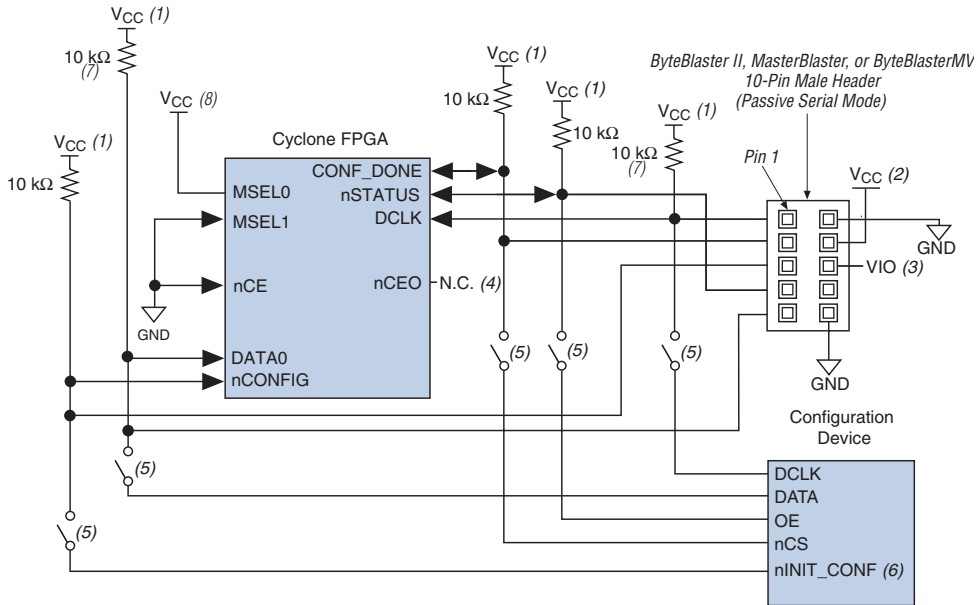 VCC (1)
10 kΩ
(7)
VCC (1)
10 kΩ
VCC (8)
Cyclone FPGA
MSEL0
MSEL1
nCE
DATA0
nCONFIG
CONF_DONE
nSTATUS
DCLK
nCEO
N.C. (4)
GND
VCC (1)
10 kΩ
VCC (1)
10 kΩ
VCC (1)
10 kΩ
(7)
ByteBlaster II, MasterBlaster, or ByteBlasterMV
10-Pin Male Header
(Passive Serial Mode)
Pin 1
VCC (2)
GND
VIO (3)
GND
(5)
(5)
(5)
(5)
(5)
Configuration
Device
DCLK
DATA
OE
nCS
nINIT_CONF (6)